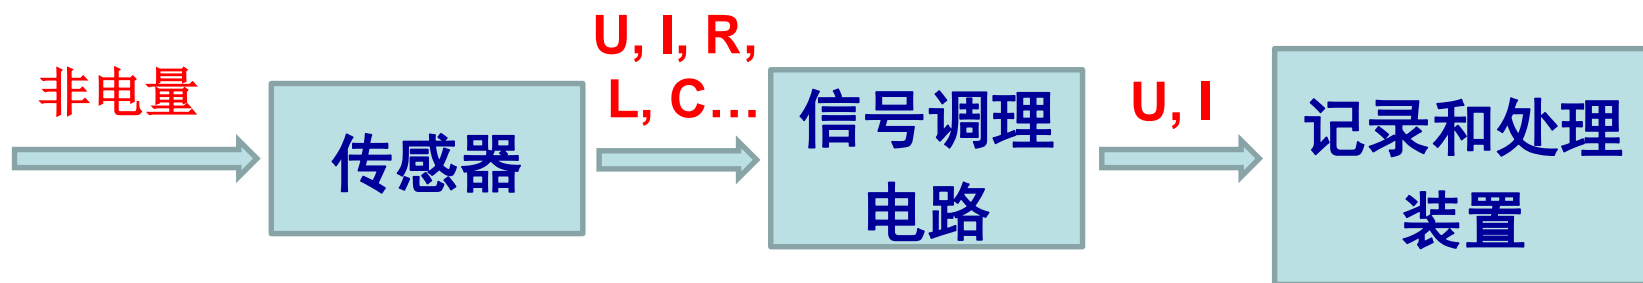 非电量
传感器
U, I, R,
L, C…
信号调理
电路
U, I
记录和处理
装置